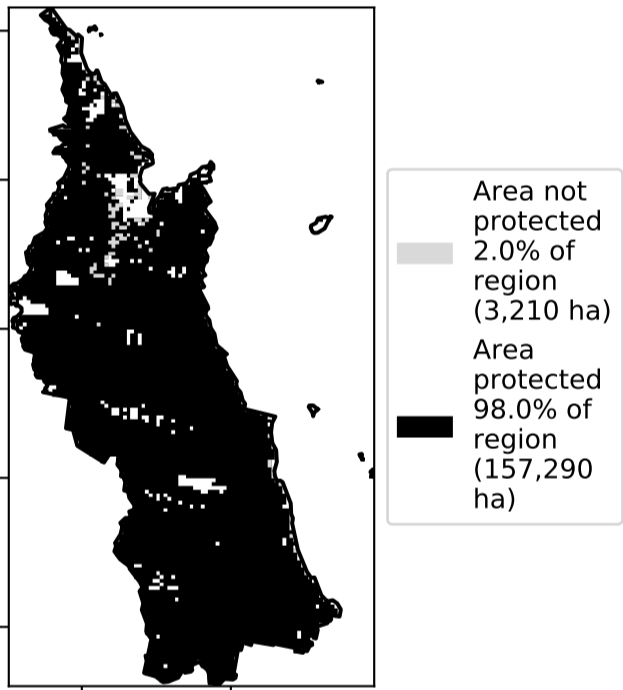 Area not
protected
2.0% of
region
(3,210 ha)
Area
protected
98.0% of
region
(157,290
ha)